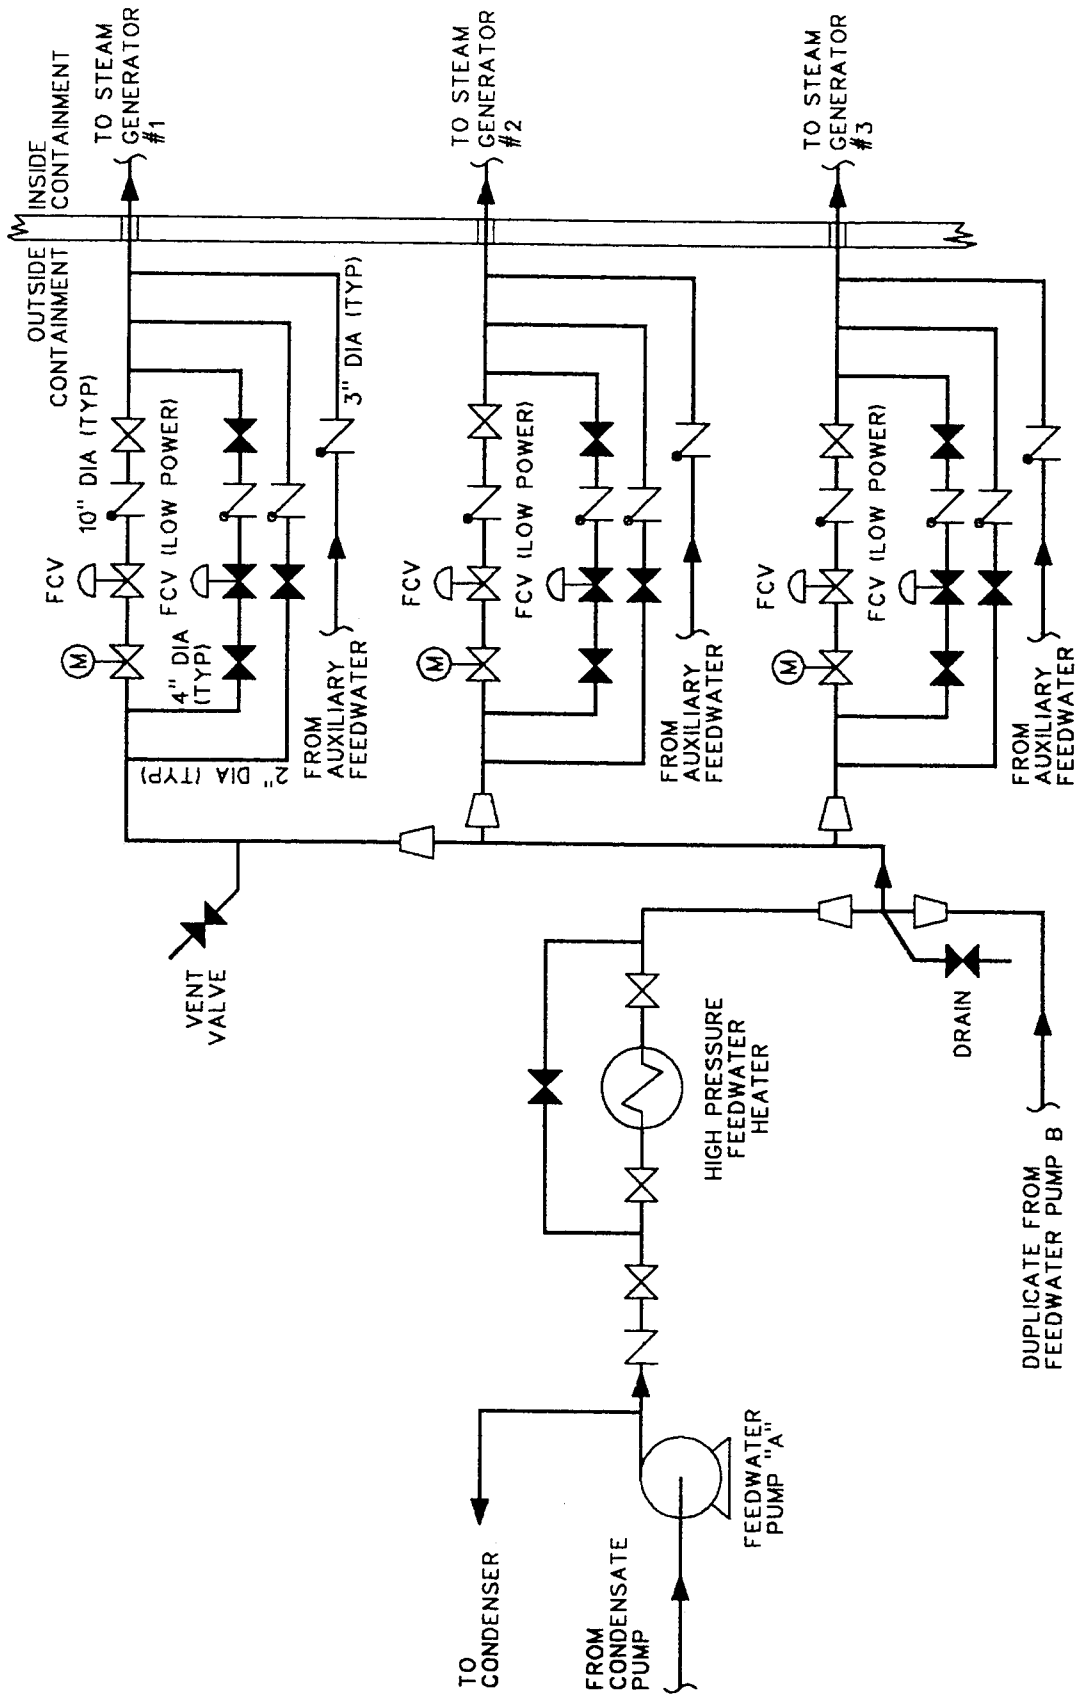 OUTSIDE
CONTAINMENT
INSIDE
CONTAINMENT
TO STEAM
GENERATOR
#1
FCV
10" DIA (TYP)
FCV (LOW POWER)
4" DIA
(TYP)
2" DIA (TYP)
3" DIA (TYP)
M
FROM
AUXILIARY
FEEDWATER
TO STEAM
GENERATOR
#2
FCV
FCV (LOW POWER)
M
FROM
AUXILIARY
FEEDWATER
TO STEAM
GENERATOR
#3
FCV
FCV (LOW POWER)
M
FROM
AUXILIARY
FEEDWATER
VENT
VALVE
HIGH PRESSURE
FEEDWATER
HEATER
DRAIN
DUPLICATE FROM
FEEDWATER PUMP B
TO
CONDENSER
FROM
CONDENSATE
PUMP
FEEDWATER
PUMP "A"